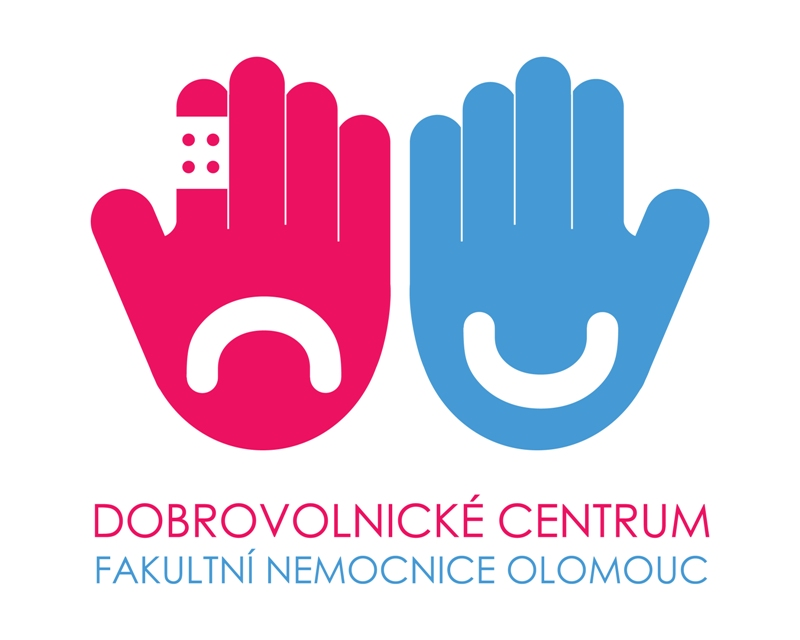 DOBROVOLNICKÉ CENTRUM
FAKULTNÍ NEMOCNICE OLOMOUC